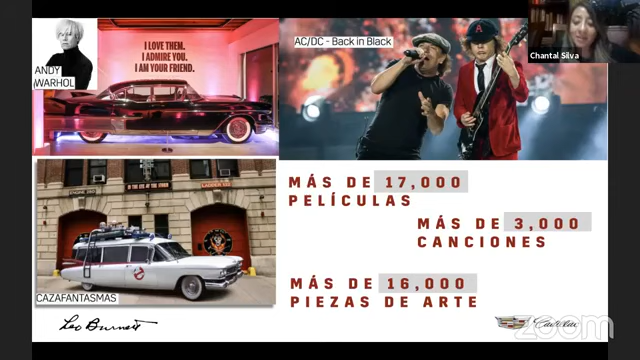 ANDY
WARHOL
I LOVE THEM.
I ADMIRE YOU.
I AM YOUR FRIEND.
AC/DC - Back in Black
Chantal Silva
MÁS DE 17,000
PELÍCULAS
MÁS DE 3,000
CANCIONES
MÁS DE 16,000
PIEZAS DE ARTE
CAZAFANTASMAS
Leo Burnett
Cadillac
zoom